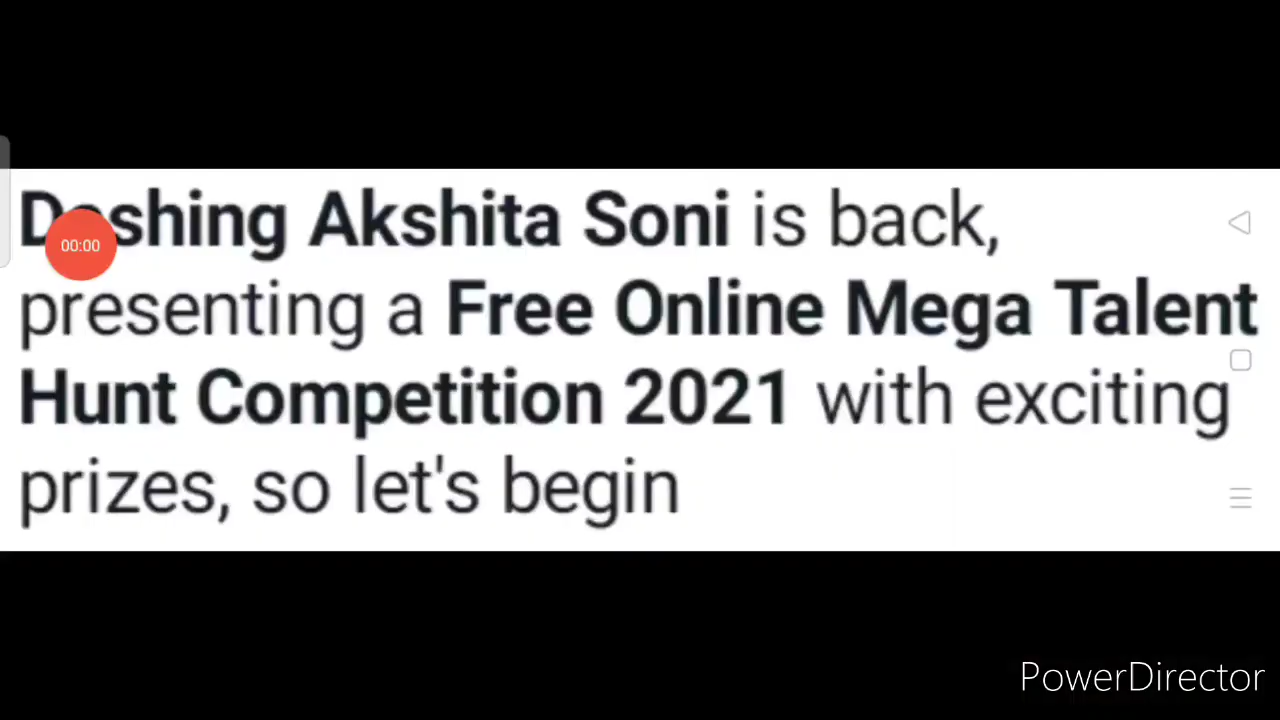 Dashing Akshita Soni is back,
00:00
presenting a Free Online Mega Talent
Hunt Competition 2021 with exciting
prizes, so let's begin
PowerDirector